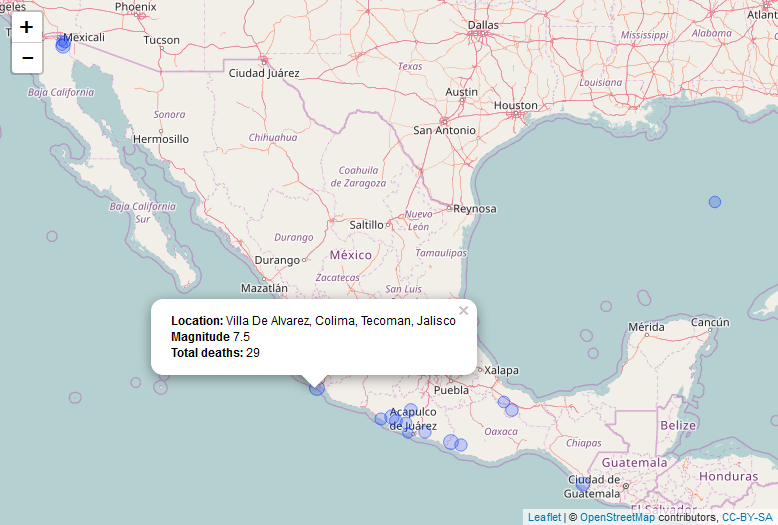 +
−
Angeles
Phoenix
Mexicali
Tucson
Dallas
Mississippi
Alabama
Atlanta
Ciudad Juárez
Texas
Louisiana
Baja California
Austin
Houston
Sonora
San Antonio
Hermosillo
Chihuahua
Coahuila
de Zaragoza
Baja California
Sur
Nuevo
León
Reynosa
Saltillo
Durango
México
Tamaulipas
Durango
Zacatecas
Mazatlán
San Luis
×
Location: Villa De Alvarez, Colima, Tecoman, Jalisco
Magnitude 7.5
Total deaths: 29
Mérida
Cancún
Xalapa
Puebla
Acapulco
de Juárez
Oaxaca
Belize
Chiapas
Guatemala
Ciudad de
Guatemala
Honduras
El Salvador
Leaflet | © OpenStreetMap contributors, CC-BY-SA